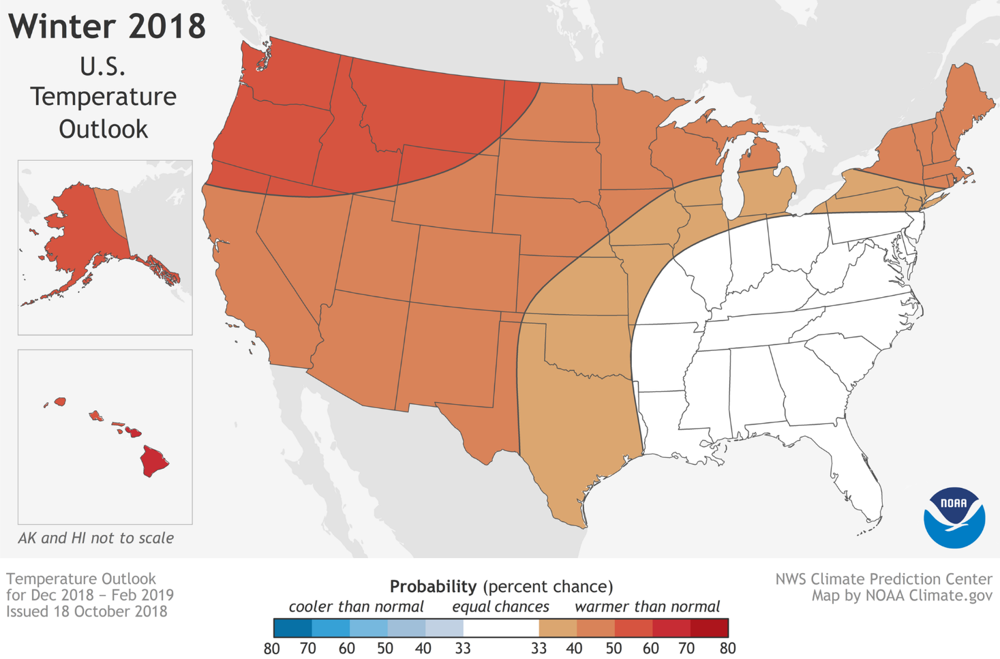 Winter 2018
U.S.
Temperature
Outlook
AK and HI not to scale
NOAA
Temperature Outlook
for Dec 2018 – Feb 2019
Issued 18 October 2018
NWS Climate Prediction Center
Map by NOAA Climate.gov
Probability (percent chance)
cooler than normal equal chances warmer than normal
80 70 60 50 40 33 33 40 50 60 70 80